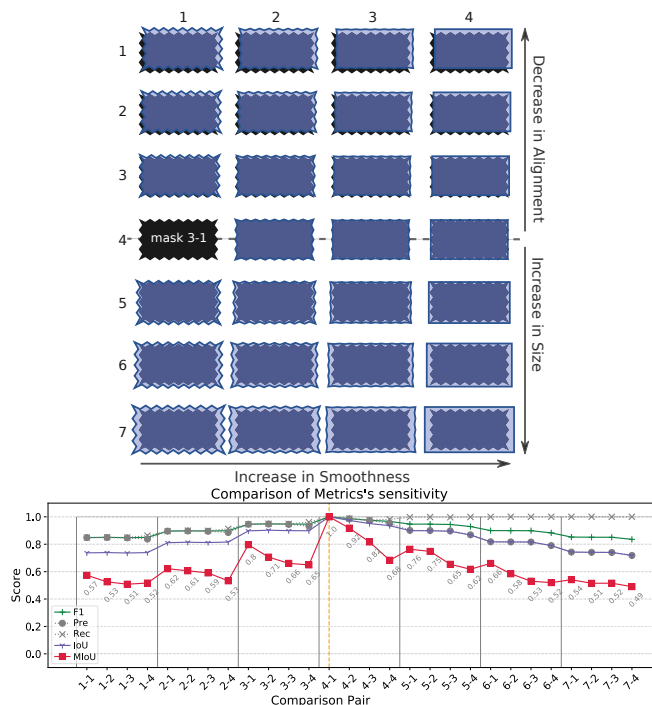 1 2 3 4
1
2
3
4
mask 3-1
5
6
7
Decrease in Alignment
Increase in Size
Increase in Smoothness
Comparison of Metrics's sensitivity
Score
1.0
0.8
0.6
0.4
0.2
0.0
F1
Pre
Rec
IoU
MIoU
0.57 0.53 0.51 0.52 0.62 0.61 0.59 0.53 0.8 0.71 0.66 0.65 1.0 0.92 0.82 0.68 0.76 0.75 0.65 0.62 0.66 0.58 0.53 0.52 0.54 0.51 0.52 0.49
1-1 1-2 1-3 1-4 2-1 2-2 2-3 2-4 3-1 3-2 3-3 3-4 4-1 4-2 4-3 4-4 5-1 5-2 5-3 5-4 6-1 6-2 6-3 6-4 7-1 7-2 7-3 7-4
Comparison Pair